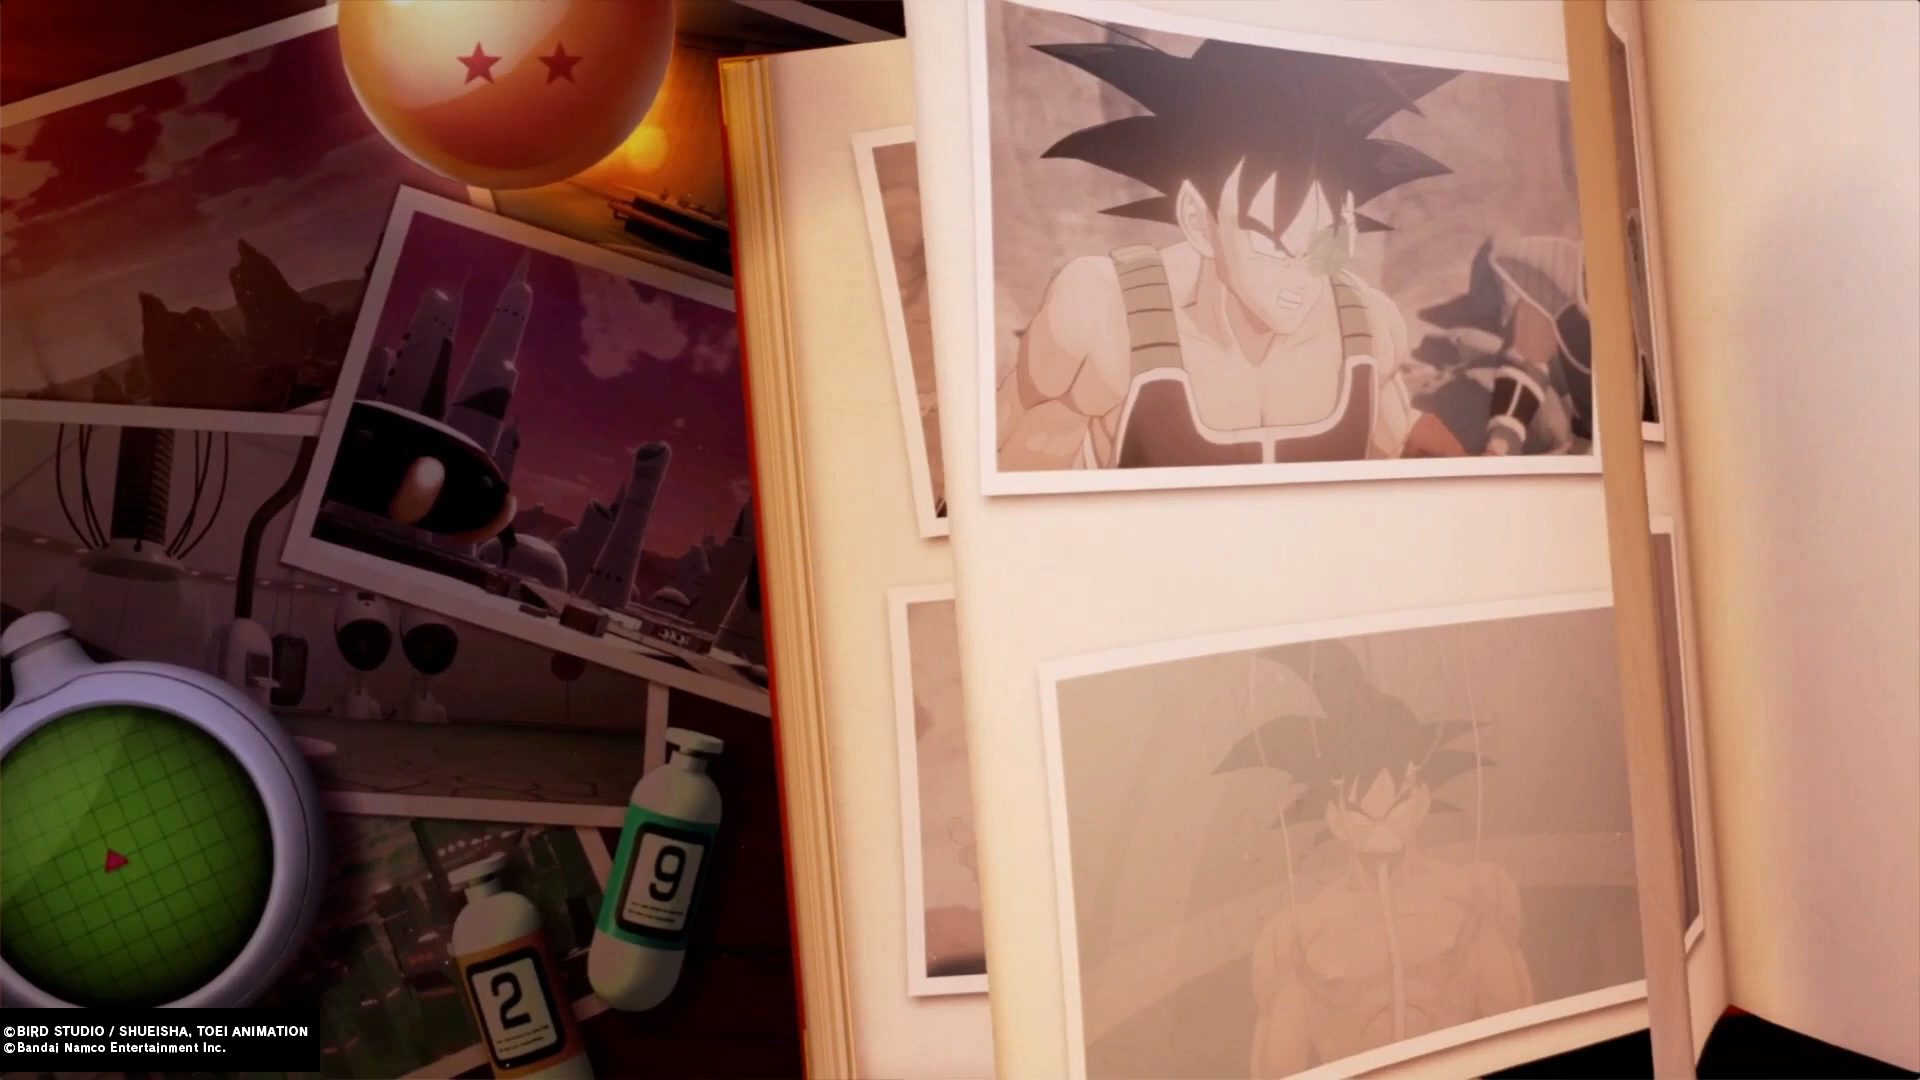 9
2
©BIRD STUDIO / SHUEISHA, TOEI ANIMATION
©Bandai Namco Entertainment Inc.